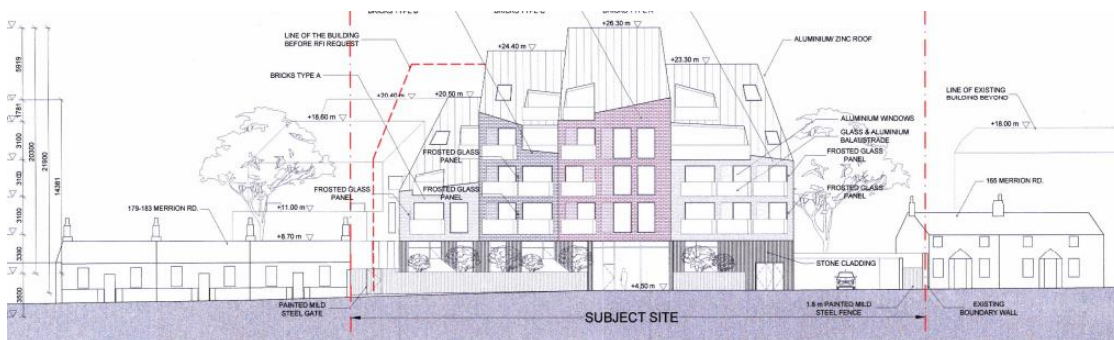 +26.30 m
LINE OF THE BUILDING
BEFORE RFI REQUEST
ALUMINIUM/ ZINC ROOF
+24.40 m
+23.30 m
BRICKS TYPE A
+20.40 m
+20.50 m
LINE OF EXISTING
BUILDING BEYOND
+18.60 m
ALUMINIUM WINDOWS
GLASS & ALUMINIUM
BALAUSTRADE
+18.00 m
FROSTED GLASS
PANEL
FROSTED GLASS
PANEL
FROSTED GLASS
PANEL
FROSTED GLASS
PANEL
FROSTED GLASS
PANEL
165 MERRION RD.
179-183 MERRION RD.
+11.00 m
+8.70 m
STONE CLADDING
+4.50 m
PAINTED MILD
STEEL GATE
SUBJECT SITE
1.8 m PAINTED MILD
STEEL FENCE
EXISTING
BOUNDARY WALL
5919
1781
3100
3100
3100
3500
20300
21900
14381